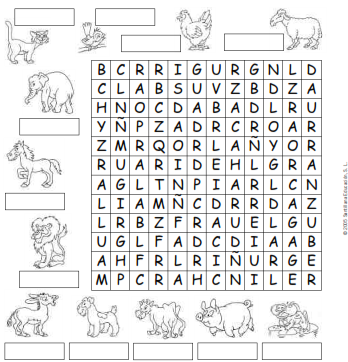 B C R R I G U R G N L D
C L A B S U V Z B D Z A
H N O C D A B A D L R U
Y Ñ P Z A D R C R O A R
Z M R Q O R L A Ñ Y O R
R U A R I D E H L G R A
A G L T N P I A R L C N
L I A M Ñ C D R R D A Z
L R B Z F R A U E L G U
U G L F A D C D I A A B
A H F R L R I Ñ U R G E
M P C R A H C N I L E R
© 2005 Santillana Educación, S. L.